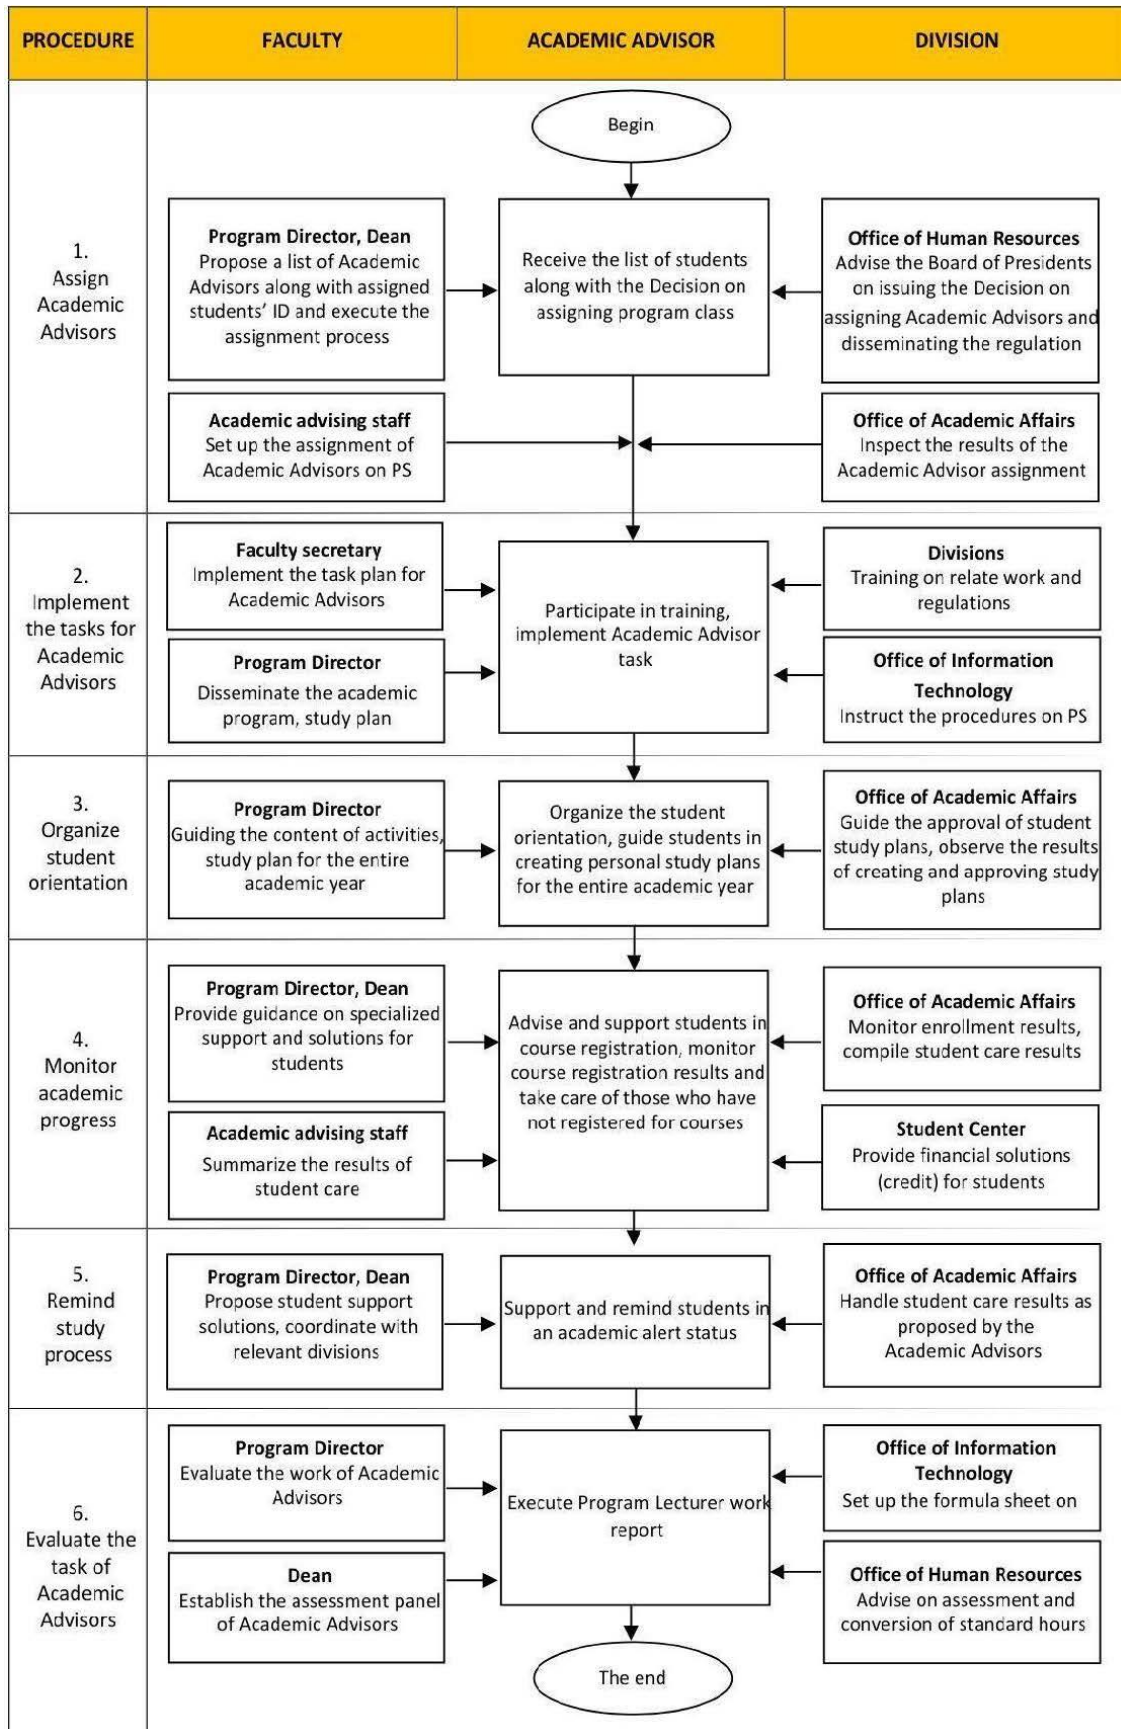 PROCEDURE
FACULTY
ACADEMIC ADVISOR
DIVISION
Begin
1.
Assign
Academic
Advisors
Program Director, Dean
Propose a list of Academic
Advisors along with assigned
students’ ID and execute the
assignment process
Receive the list of students
along with the Decision on
assigning program class
Office of Human Resources
Advise the Board of Presidents
on issuing the Decision on
assigning Academic Advisors and
disseminating the regulation
Academic advising staff
Set up the assignment of
Academic Advisors on PS
Office of Academic Affairs
Inspect the results of the
Academic Advisor assignment
2.
Implement
the tasks for
Academic
Advisors
Faculty secretary
Implement the task plan for
Academic Advisors
Program Director
Disseminate the academic
program, study plan
Participate in training,
implement Academic Advisor
task
Divisions
Training on relate work and
regulations
Office of Information
Technology
Instruct the procedures on PS
3.
Organize
student
orientation
Program Director
Guiding the content of activities,
study plan for the entire
academic year
Organize the student
orientation, guide students in
creating personal study plans
for the entire academic year
Office of Academic Affairs
Guide the approval of student
study plans, observe the results
of creating and approving study
plans
4.
Monitor
academic
progress
Program Director, Dean
Provide guidance on specialized
support and solutions for
students
Academic advising staff
Summarize the results of
student care
Advise and support students in
course registration, monitor
course registration results and
take care of those who have
not registered for courses
Office of Academic Affairs
Monitor enrollment results,
compile student care results
Student Center
Provide financial solutions
(credit) for students
5.
Remind
study
process
Program Director, Dean
Propose student support
solutions, coordinate with
relevant divisions
Support and remind students in
an academic alert status
Office of Academic Affairs
Handle student care results as
proposed by the
Academic Advisors
6.
Evaluate the
task of
Academic
Advisors
Program Director
Evaluate the work of Academic
Advisors
Dean
Establish the assessment panel
of Academic Advisors
Execute Program Lecturer work
report
Office of Information
Technology
Set up the formula sheet on
Office of Human Resources
Advise on assessment and
conversion of standard hours
The end